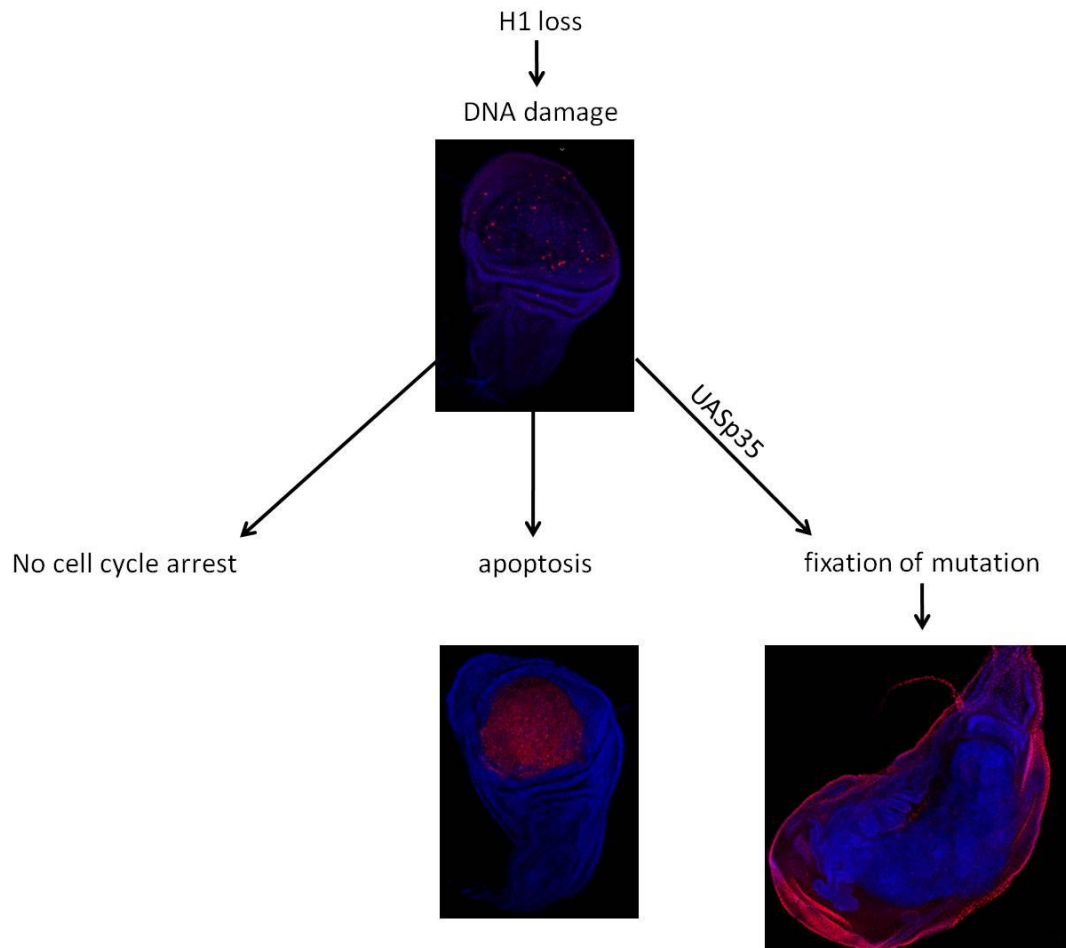 H1 loss
DNA damage
UASp35
No cell cycle arrest
apoptosis
fixation of mutation